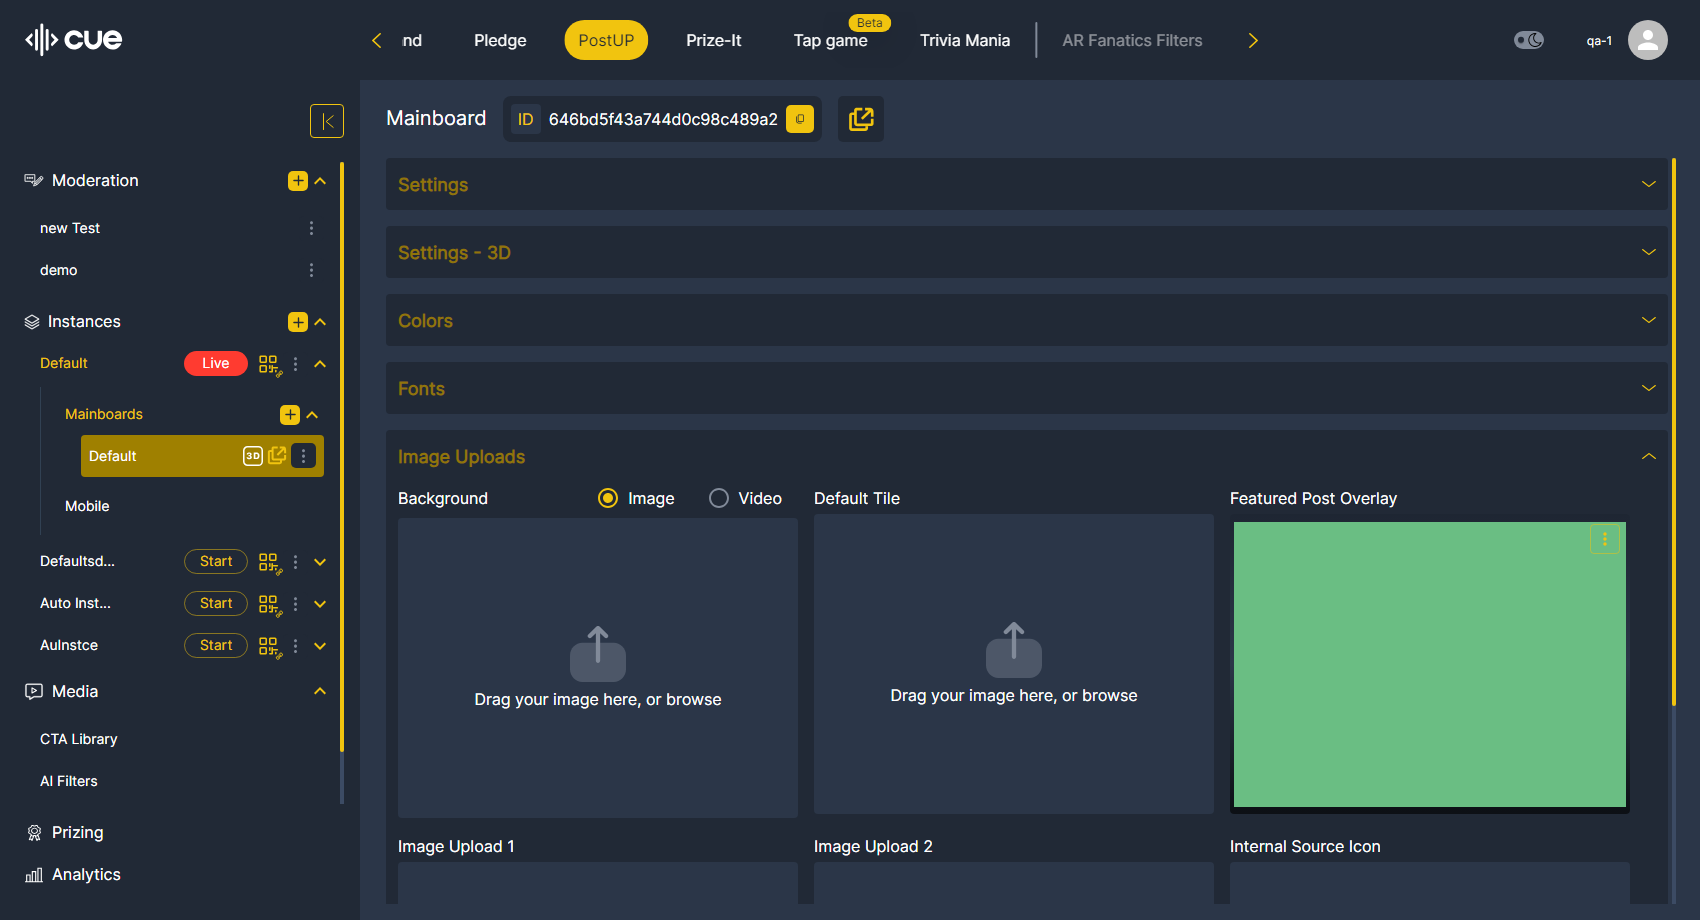 cue
nd
Pledge
PostUP
Prize-It
Beta
Tap game
Trivia Mania
AR Fanatics Filters
qa-1
Moderation
new Test
demo
Instances
Default
Live
Mainboards
Default
3D
Mobile
Defaultsd...
Start
Auto Inst...
Start
AuInstce
Start
Media
CTA Library
AI Filters
Prizing
Analytics
Mainboard
ID
646bd5f43a744d0c98c489a2
Settings
Settings - 3D
Colors
Fonts
Image Uploads
Background
Image
Video
Default Tile
Featured Post Overlay
Drag your image here, or browse
Drag your image here, or browse
Image Upload 1
Image Upload 2
Internal Source Icon